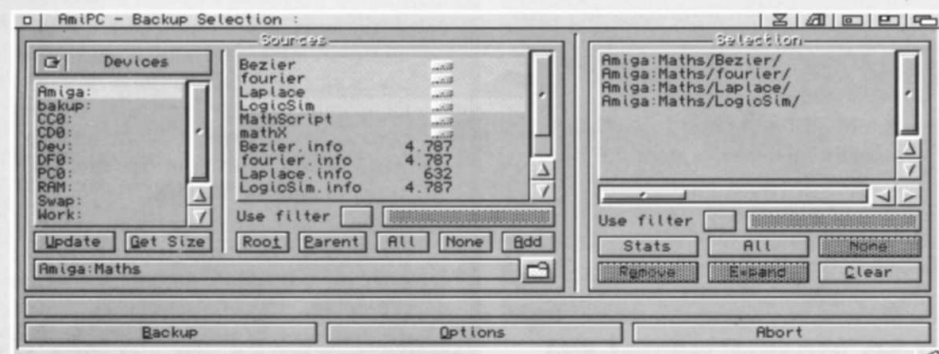 AmiPC - Backup Selection :
Sources
Devices
Amiga:
bakup:
CC0:
CD0:
Dev:
DF0:
PC0:
RAM:
Swap:
Work:
Update
Get Size
Bezier
fourier
Laplace
LogicSim
MathScript
mathX
Bezier.info 4.787
fourier.info 4.787
Laplace.info 632
LogicSim.info 4.787
Use filter
Root
Parent
All
None
Add
Amiga:Maths
Selection
Amiga:Maths/Bezier/
Amiga:Maths/fourier/
Amiga:Maths/Laplace/
Amiga:Maths/LogicSim/
Use filter
Stats
All
None
Remove
Expand
Clear
Backup
Options
Abort